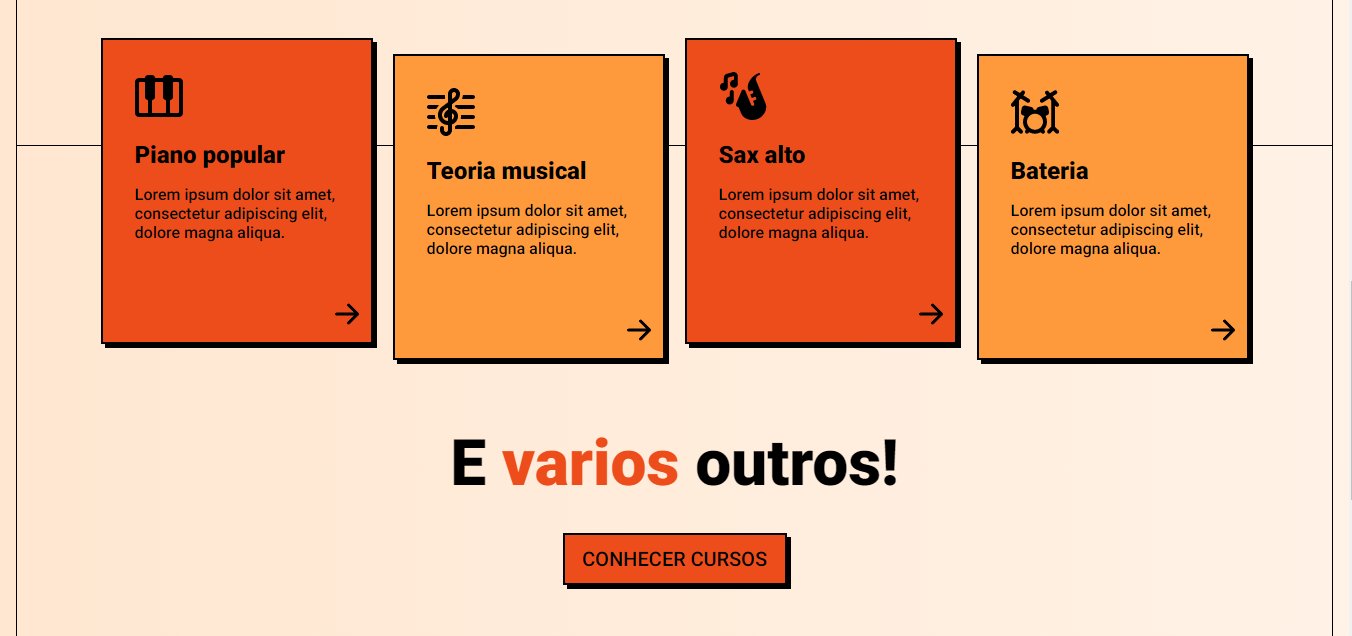 Piano popular
Lorem ipsum dolor sit amet,
consectetur adipiscing elit,
dolore magna aliqua.
Teoria musical
Lorem ipsum dolor sit amet,
consectetur adipiscing elit,
dolore magna aliqua.
Sax alto
Lorem ipsum dolor sit amet,
consectetur adipiscing elit,
dolore magna aliqua.
Bateria
Lorem ipsum dolor sit amet,
consectetur adipiscing elit,
dolore magna aliqua.
E varios outros!
CONHECER CURSOS